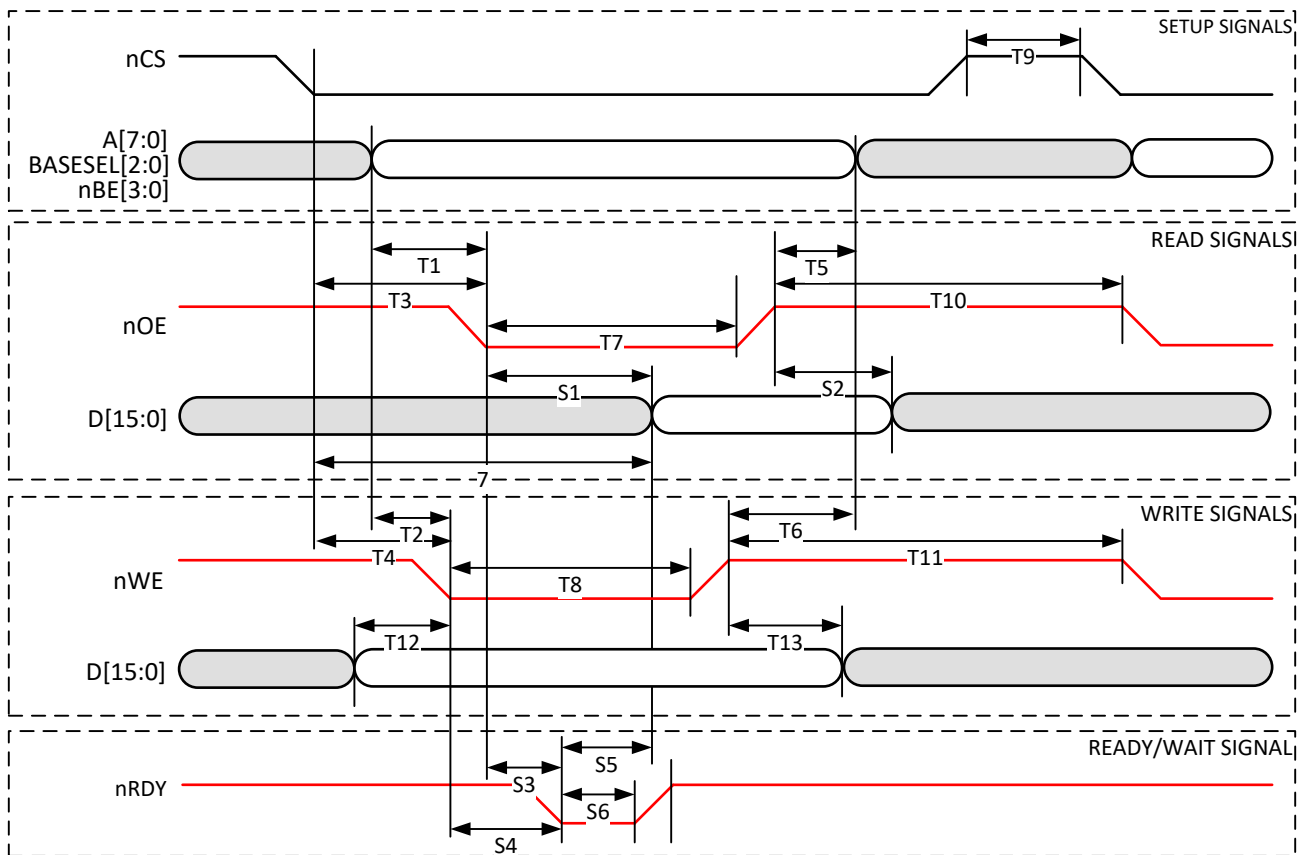 SETUP SIGNALS
nCS
T9
A[7:0]
BASESEL[2:0]
nBE[3:0]
READ SIGNALS
T1
T5
T3
T10
nOE
T7
S1
S2
D[15:0]
7
WRITE SIGNALS
T2
T6
T4
T11
nWE
T8
T12
T13
D[15:0]
READY/WAIT SIGNAL
S5
nRDY
S3
S6
S4